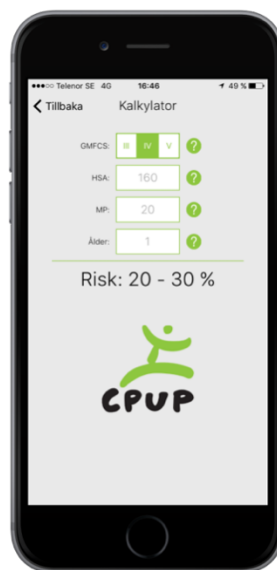 Telenor SE 4G 16:46 49 %
Tillbaka Kalkylator
GMFCS: III IV V ?
HSA: 160 ?
MP: 20 ?
Ålder: 1 ?
Risk: 20 - 30 %
CPUP